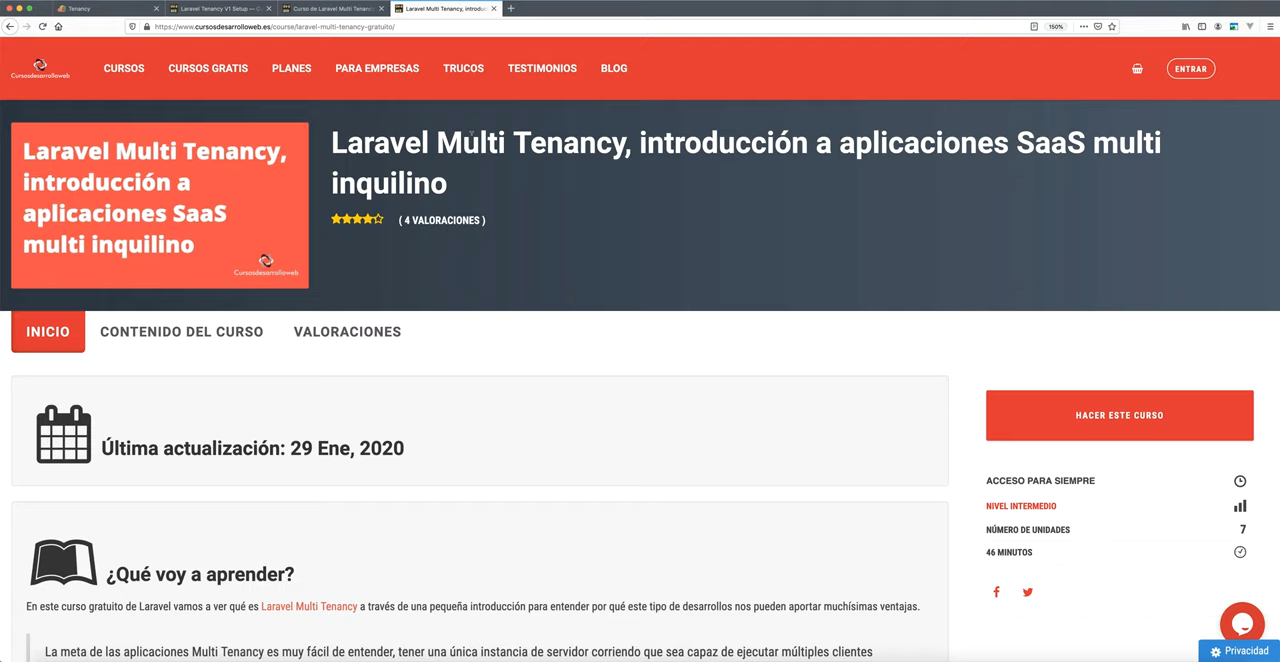 Tenancy
Laravel Tenancy V1 Setup — C
Curso de Laravel Multi Tenanc
Laravel Multi Tenancy, introduc
https://www.cursosdesarrolloweb.es/course/laravel-multi-tenancy-gratuito/
150%
Cursosdesarrolloweb
CURSOS
CURSOS GRATIS
PLANES
PARA EMPRESAS
TRUCOS
TESTIMONIOS
BLOG
ENTRAR
Laravel Multi Tenancy,
introducción a
aplicaciones SaaS
multi inquilino
Cursosdesarrolloweb
Laravel Multi Tenancy, introducción a aplicaciones SaaS multi
inquilino
( 4 VALORACIONES )
INICIO
CONTENIDO DEL CURSO
VALORACIONES
Última actualización: 29 Ene, 2020
¿Qué voy a aprender?
En este curso gratuito de Laravel vamos a ver qué es Laravel Multi Tenancy a través de una pequeña introducción para entender por qué este tipo de desarrollos nos pueden aportar muchísimas ventajas.
La meta de las aplicaciones Multi Tenancy es muy fácil de entender, tener una única instancia de servidor corriendo que sea capaz de ejecutar múltiples clientes
HACER ESTE CURSO
ACCESO PARA SIEMPRE
NIVEL INTERMEDIO
NÚMERO DE UNIDADES 7
46 MINUTOS
Privacidad